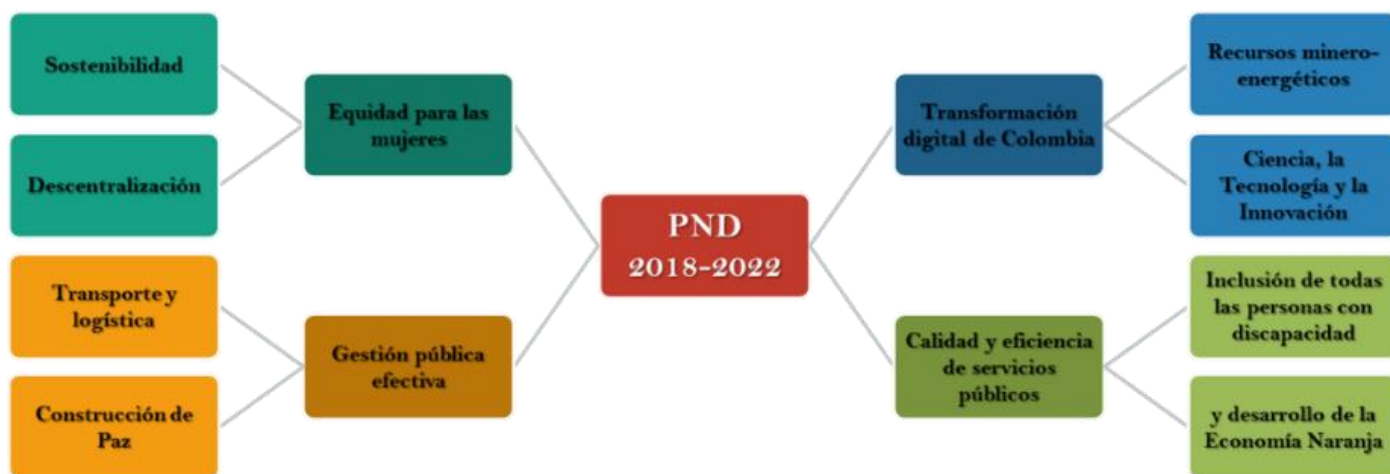 Sostenibilidad
Descentralización
Transporte y
logística
Construcción de
Paz
Equidad para las
mujeres
Gestión pública
efectiva
PND
2018-2022
Transformación
digital de Colombia
Calidad y eficiencia
de servicios
públicos
Recursos minero-
energéticos
Ciencia, la
Tecnología y la
Innovación
Inclusión de todas
las personas con
discapacidad
y desarrollo de la
Economía Naranja